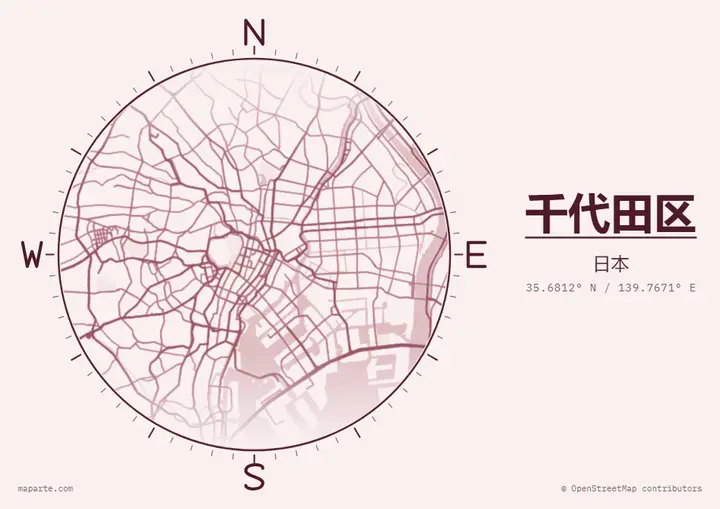 N
W
E
S
千代田区
日本
35.6812° N / 139.7671° E
maparte.com
© OpenStreetMap contributors